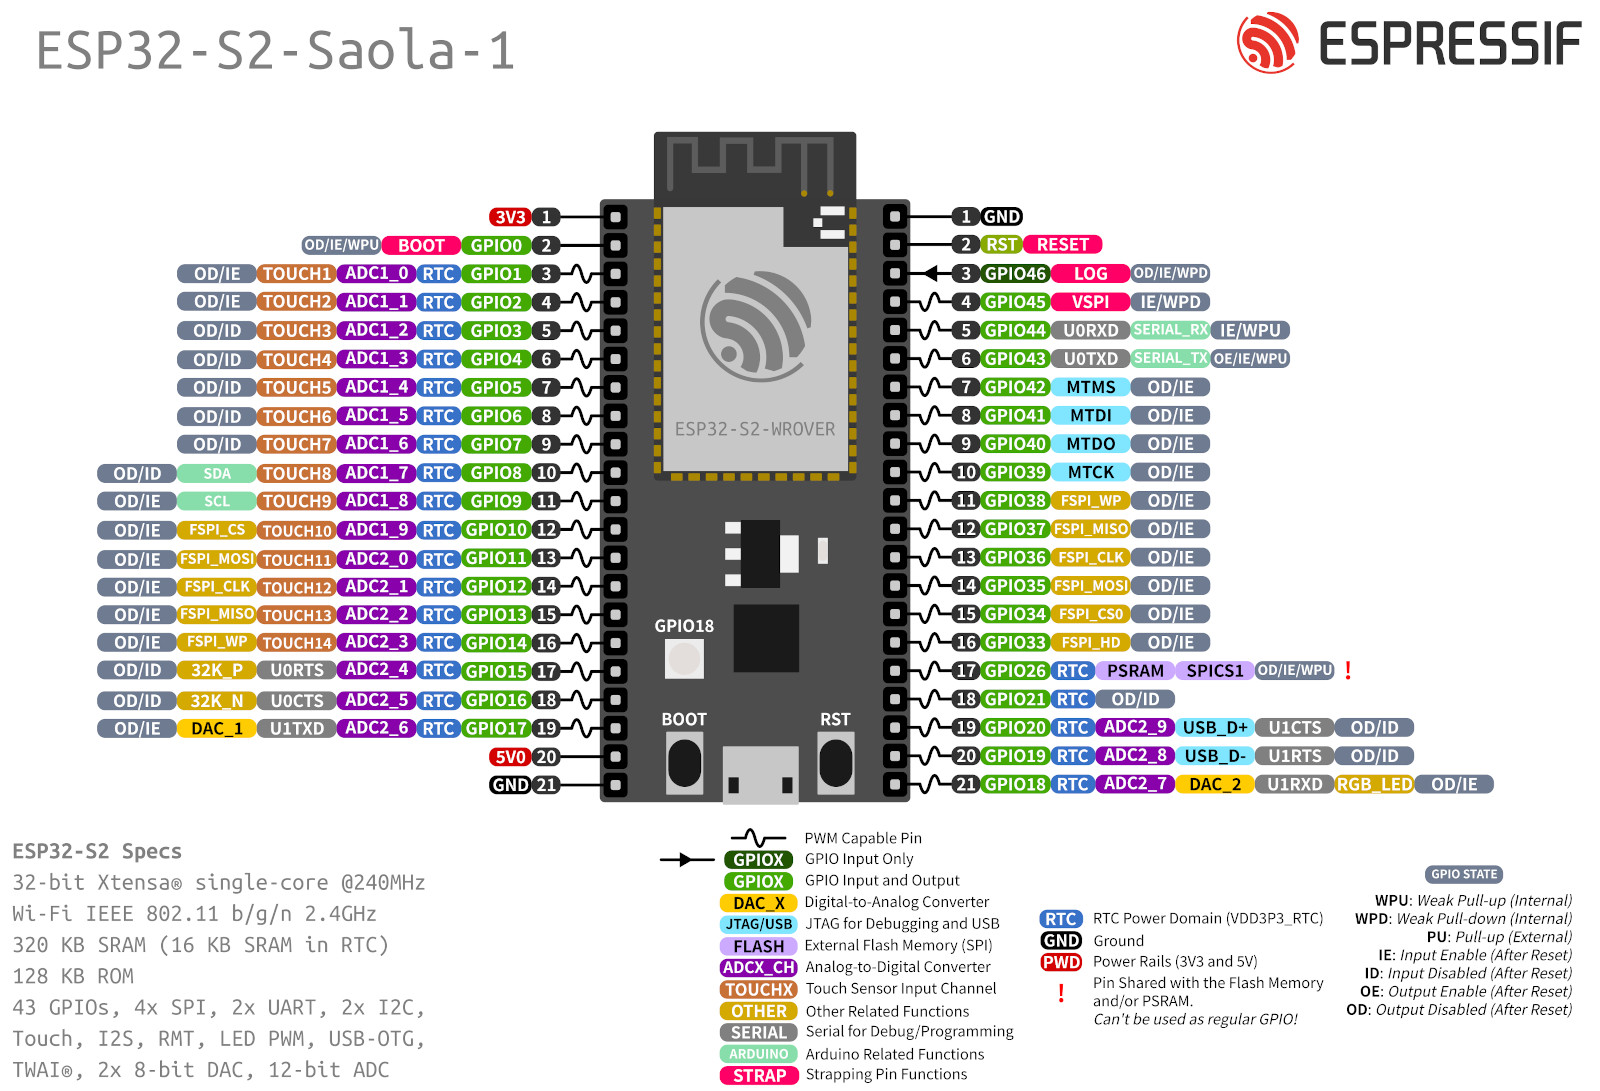 ESP32-S2-Saola-1
ESPRESSIF
3V3 1
OD/IE/WPU BOOT GPIO0 2
OD/IE TOUCH1 ADC1_0 RTC GPIO1 3
OD/IE TOUCH2 ADC1_1 RTC GPIO2 4
OD/ID TOUCH3 ADC1_2 RTC GPIO3 5
OD/ID TOUCH4 ADC1_3 RTC GPIO4 6
OD/ID TOUCH5 ADC1_4 RTC GPIO5 7
OD/ID TOUCH6 ADC1_5 RTC GPIO6 8
OD/ID TOUCH7 ADC1_6 RTC GPIO7 9
OD/ID SDA TOUCH8 ADC1_7 RTC GPIO8 10
OD/IE SCL TOUCH9 ADC1_8 RTC GPIO9 11
OD/IE FSPI_CS TOUCH10 ADC1_9 RTC GPIO10 12
OD/IE FSPI_MOSI TOUCH11 ADC2_0 RTC GPIO11 13
OD/IE FSPI_CLK TOUCH12 ADC2_1 RTC GPIO12 14
OD/IE FSPI_MISO TOUCH13 ADC2_2 RTC GPIO13 15
OD/IE FSPI_WP TOUCH14 ADC2_3 RTC GPIO14 16
OD/ID 32K_P U0RTS ADC2_4 RTC GPIO15 17
OD/ID 32K_N U0CTS ADC2_5 RTC GPIO16 18
OD/IE DAC_1 U1TXD ADC2_6 RTC GPIO17 19
5V0 20
GND 21
ESP32-S2-WROVER
GPIO18
BOOT
RST
1 GND
2 RST RESET
3 GPIO46 LOG OD/IE/WPD
4 GPIO45 VSPI IE/WPD
5 GPIO44 U0RXD SERIAL_RX IE/WPU
6 GPIO43 U0TXD SERIAL_TX OE/IE/WPU
7 GPIO42 MTMS OD/IE
8 GPIO41 MTDI OD/IE
9 GPIO40 MTDO OD/IE
10 GPIO39 MTCK OD/IE
11 GPIO38 FSPI_WP OD/IE
12 GPIO37 FSPI_MISO OD/IE
13 GPIO36 FSPI_CLK OD/IE
14 GPIO35 FSPI_MOSI OD/IE
15 GPIO34 FSPI_CS0 OD/IE
16 GPIO33 FSPI_HD OD/IE
17 GPIO26 RTC PSRAM SPICS1 OD/IE/WPU !
18 GPIO21 RTC OD/ID
19 GPIO20 RTC ADC2_9 USB_D+ U1CTS OD/ID
20 GPIO19 RTC ADC2_8 USB_D- U1RTS OD/ID
21 GPIO18 RTC ADC2_7 DAC_2 U1RXD RGB_LED OD/IE
ESP32-S2 Specs
32-bit Xtensa® single-core @240MHz
Wi-Fi IEEE 802.11 b/g/n 2.4GHz
320 KB SRAM (16 KB SRAM in RTC)
128 KB ROM
43 GPIOs, 4x SPI, 2x UART, 2x I2C,
Touch, I2S, RMT, LED PWM, USB-OTG,
TWAI®, 2x 8-bit DAC, 12-bit ADC
PWM Capable Pin
GPIOX GPIO Input Only
GPIOX GPIO Input and Output
DAC_X Digital-to-Analog Converter
JTAG/USB JTAG for Debugging and USB
FLASH External Flash Memory (SPI)
ADCX_CH Analog-to-Digital Converter
TOUCHX Touch Sensor Input Channel
OTHER Other Related Functions
SERIAL Serial for Debug/Programming
ARDUINO Arduino Related Functions
STRAP Strapping Pin Functions
RTC RTC Power Domain (VDD3P3_RTC)
GND Ground
PWD Power Rails (3V3 and 5V)
! Pin Shared with the Flash Memory
and/or PSRAM.
Can't be used as regular GPIO!
GPIO STATE
WPU: Weak Pull-up (Internal)
WPD: Weak Pull-down (Internal)
PU: Pull-up (External)
IE: Input Enable (After Reset)
ID: Input Disabled (After Reset)
OE: Output Enable (After Reset)
OD: Output Disabled (After Reset)